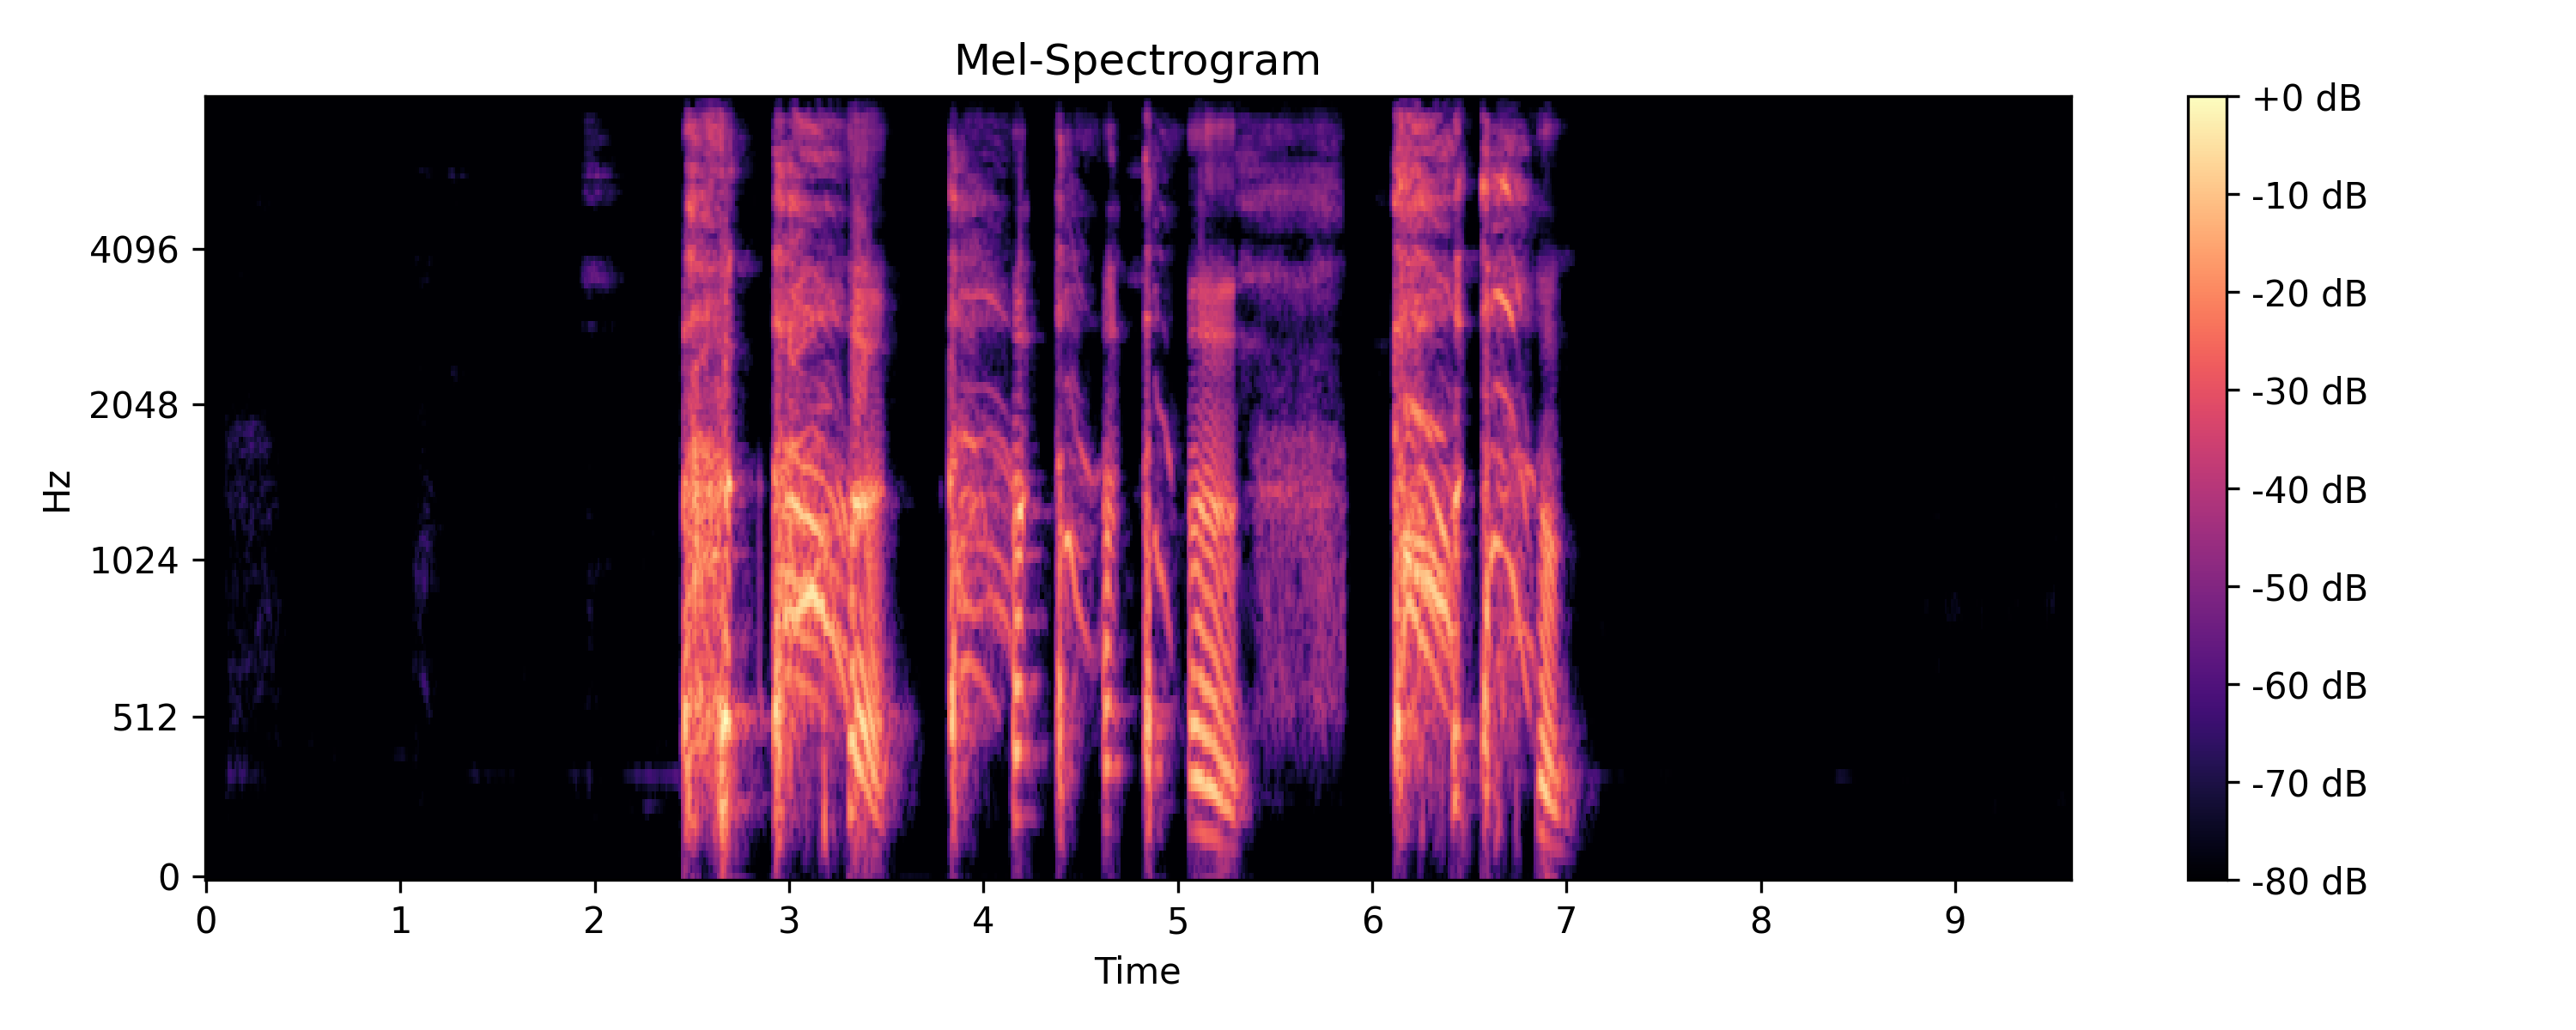 Mel-Spectrogram
+0 dB
-10 dB
-20 dB
-30 dB
-40 dB
-50 dB
-60 dB
-70 dB
-80 dB
Hz
4096
2048
1024
512
0
0 1 2 3 4 5 6 7 8 9
Time